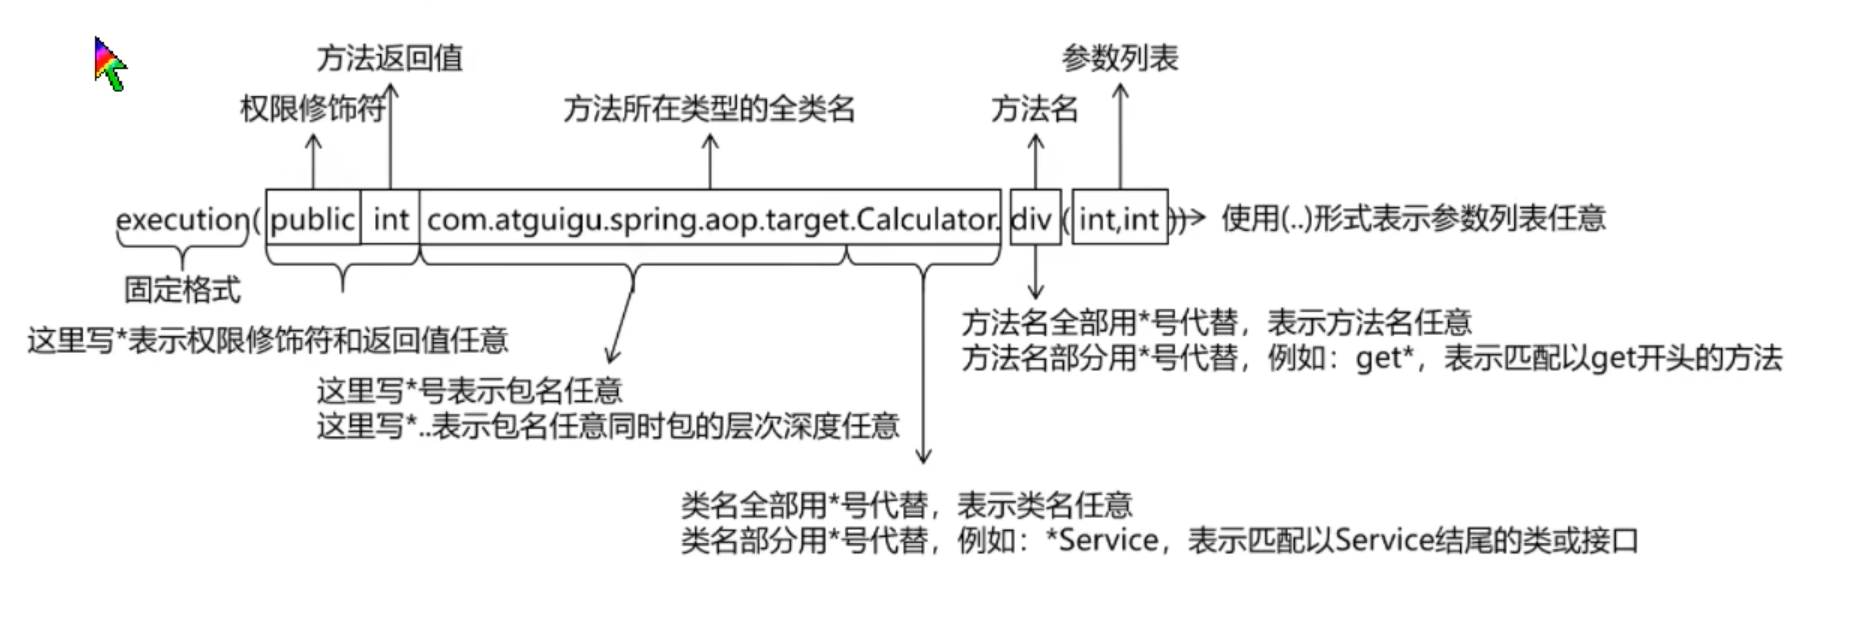 方法返回值
参数列表
权限修饰符
方法所在类型的全类名
方法名
execution(public int com.atguigu.spring.aop.target.Calculator. div(int,int)) 使用(..)形式表示参数列表任意
固定格式
这里写*表示权限修饰符和返回值任意
方法名全部用*号代替，表示方法名任意
方法名部分用*号代替，例如：get*，表示匹配以get开头的方法
这里写*号表示包名任意
这里写*..表示包名任意同时包的层次深度任意
类名全部用*号代替，表示类名任意
类名部分用*号代替，例如：*Service，表示匹配以Service结尾的类或接口